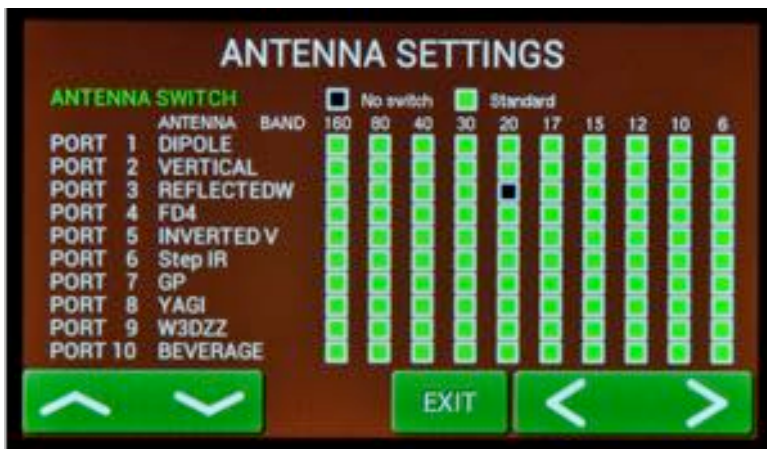 ANTENNA SETTINGS
ANTENNA SWITCH No switch Standard
ANTENNA BAND 160 80 40 30 20 17 15 12 10 6
PORT 1 DIPOLE
PORT 2 VERTICAL
PORT 3 REFLECTEDW
PORT 4 FD4
PORT 5 INVERTED V
PORT 6 Step IR
PORT 7 GP
PORT 8 YAGI
PORT 9 W3DZZ
PORT 10 BEVERAGE
EXIT